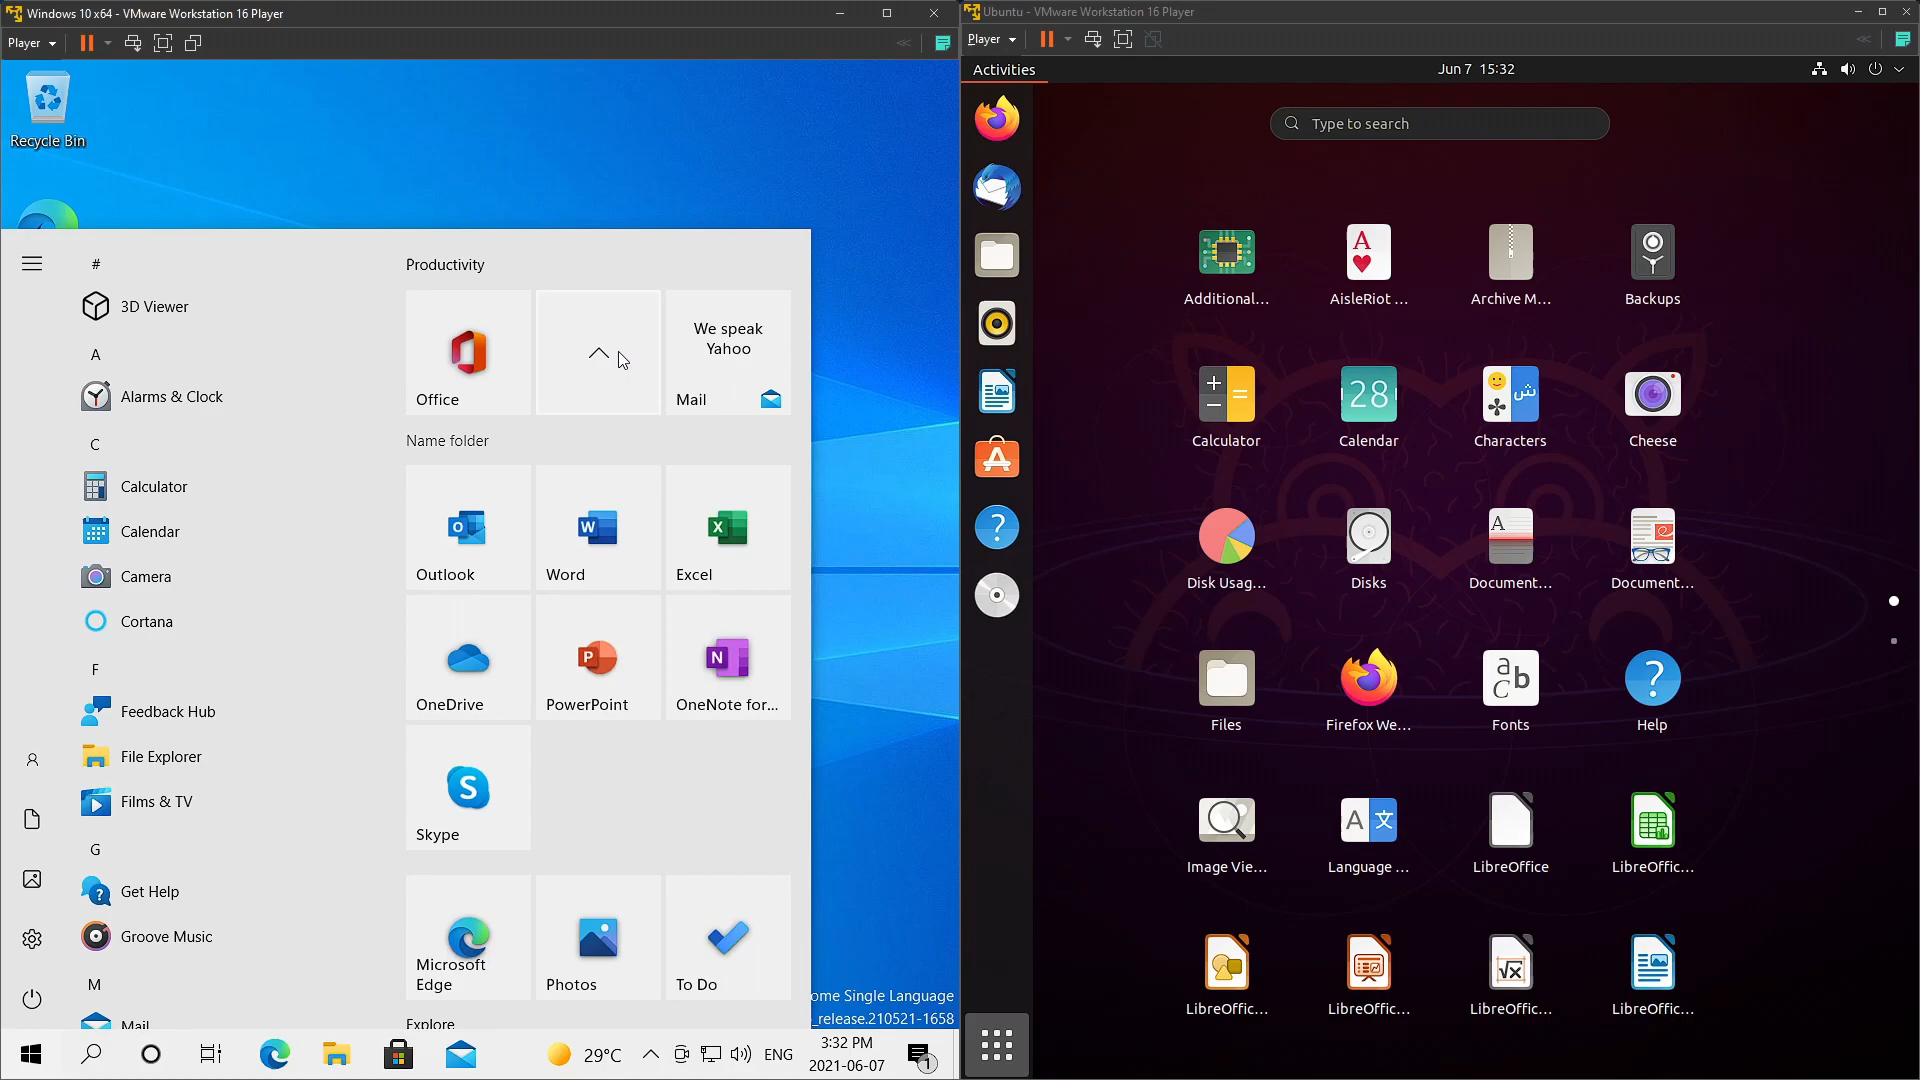 Windows 10 x64 - VMware Workstation 16 Player
Player
Recycle Bin
#
3D Viewer
A
Alarms & Clock
C
Calculator
Calendar
Camera
Cortana
F
Feedback Hub
File Explorer
Films & TV
G
Get Help
Groove Music
M
Mail
Productivity
Office
We speak
Yahoo
Mail
Name folder
Outlook
Word
Excel
OneDrive
PowerPoint
OneNote for...
Skype
Microsoft
Edge
Photos
To Do
Explore
ome Single Language
_release.210521-1658
29°C
ENG
3:32 PM
2021-06-07
1
Ubuntu - VMware Workstation 16 Player
Player
Activities
Jun 7 15:32
Type to search
Additional...
AisleRiot ...
Archive M...
Backups
Calculator
Calendar
28
Characters
Cheese
Disk Usag...
Disks
Document...
Document...
Files
Firefox We...
Fonts
Help
Image Vie...
Language ...
LibreOffice
LibreOffic...
LibreOffic...
LibreOffic...
LibreOffic...
LibreOffic...